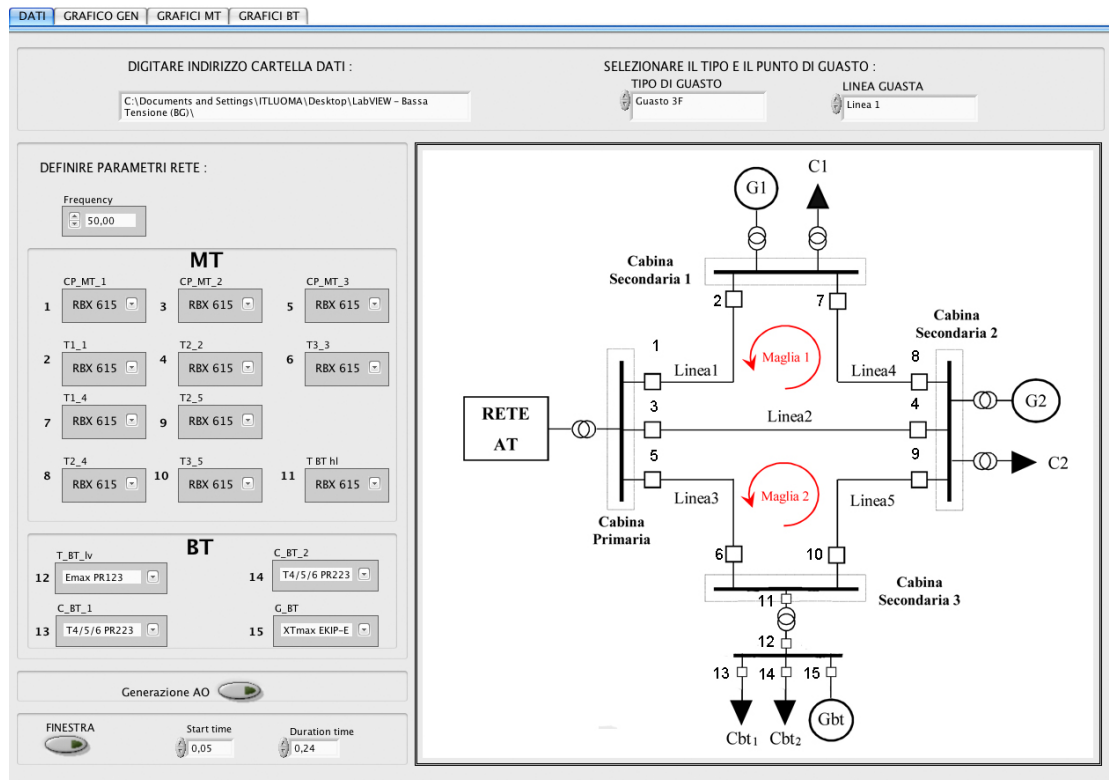 DATI
GRAFICO GEN
GRAFICI MT
GRAFICI BT
DIGITARE INDIRIZZO CARTELLA DATI :
C:\Documents and Settings\ITLUOMA\Desktop\LabVIEW - Bassa
Tensione (BG)\
SELEZIONARE IL TIPO E IL PUNTO DI GUASTO :
TIPO DI GUASTO
Guasto 3F
LINEA GUASTA
Linea 1
DEFINIRE PARAMETRI RETE :
Frequency
50,00
MT
CP_MT_1
1 RBX 615
CP_MT_2
3 RBX 615
CP_MT_3
5 RBX 615
T1_1
2 RBX 615
T2_2
4 RBX 615
T3_3
6 RBX 615
T1_4
7 RBX 615
T2_5
9 RBX 615
T2_4
8 RBX 615
T3_5
10 RBX 615
T BT hl
11 RBX 615
BT
T_BT_lv
12 Emax PR123
C_BT_2
14 T4/5/6 PR223
C_BT_1
13 T4/5/6 PR223
G_BT
15 XTmax EKIP-E
Generazione AO
FINESTRA
Start time
0,05
Duration time
0,24
G1
C1
Cabina
Secondaria 1
2
7
Cabina
Secondaria 2
1
Linea1
Maglia 1
Linea4
8
RETE
AT
3
Linea2
4
G2
5
Linea3
Maglia 2
Linea5
9
C2
Cabina
Primaria
6
10
Cabina
Secondaria 3
11
12
13
14
15
Cbt1
Cbt2
Gbt